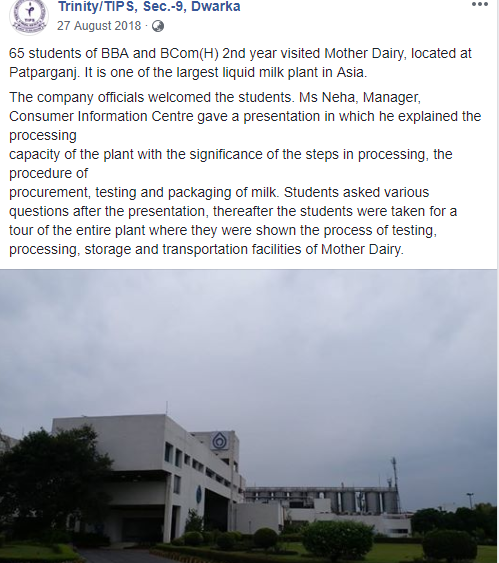 Trinity/TIPS, Sec.-9, Dwarka
27 August 2018 ·
65 students of BBA and BCom(H) 2nd year visited Mother Dairy, located at
Patparganj. It is one of the largest liquid milk plant in Asia.
The company officials welcomed the students. Ms Neha, Manager,
Consumer Information Centre gave a presentation in which he explained the
processing
capacity of the plant with the significance of the steps in processing, the
procedure of
procurement, testing and packaging of milk. Students asked various
questions after the presentation, thereafter the students were taken for a
tour of the entire plant where they were shown the process of testing,
processing, storage and transportation facilities of Mother Dairy.